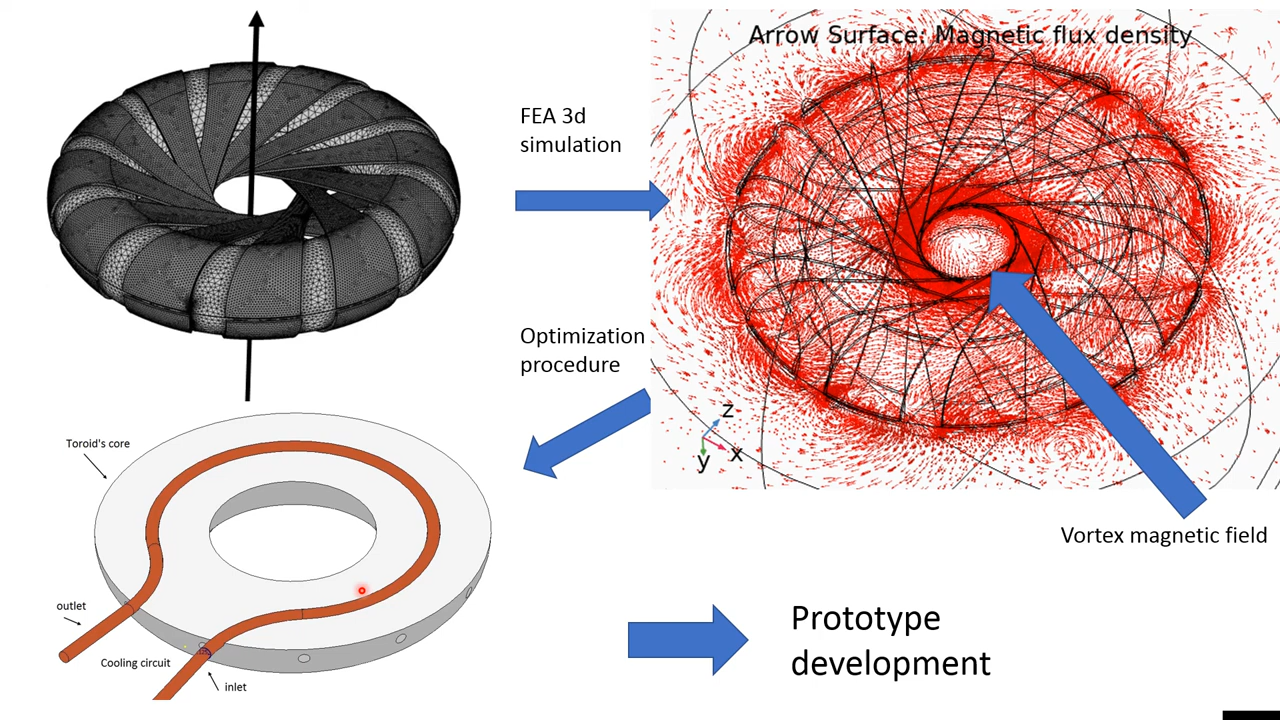 FEA 3d
simulation
Arrow Surface: Magnetic flux density
z
y
x
Optimization
procedure
Vortex magnetic field
Toroid's core
outlet
Cooling circuit
inlet
Prototype
development